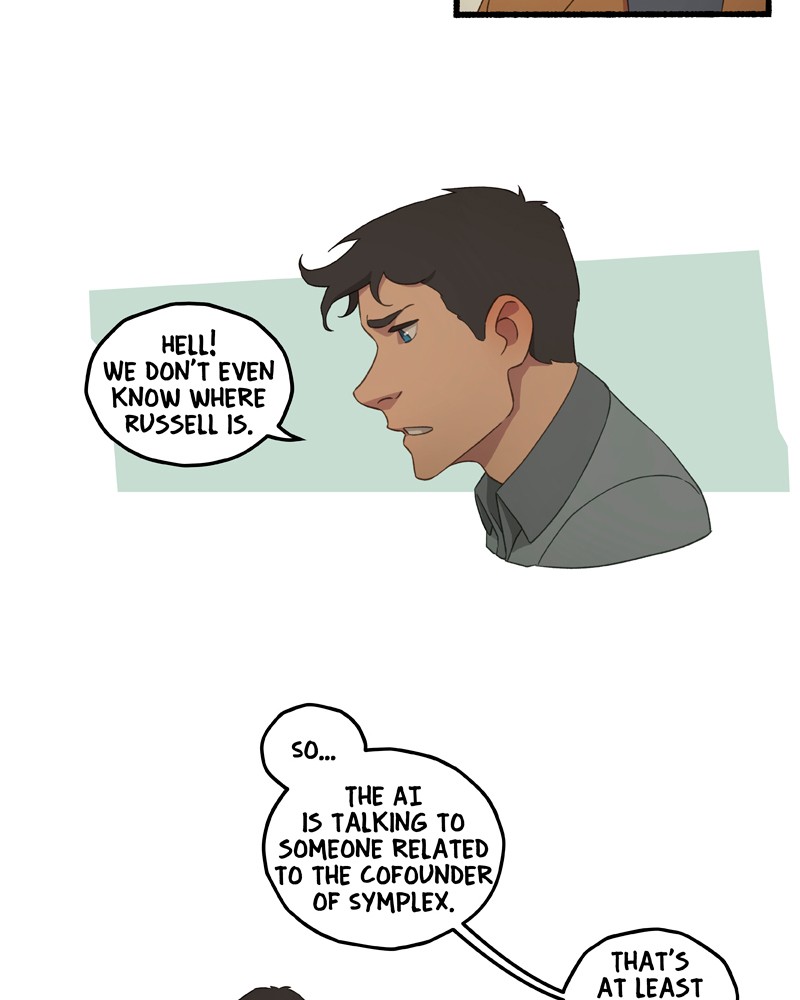 HELL!
WE DON'T EVEN
KNOW WHERE
RUSSELL IS.
SO...
THE AI
IS TALKING TO
SOMEONE RELATED
TO THE COFOUNDER
OF SYMPLEX.
THAT'S
AT LEAST